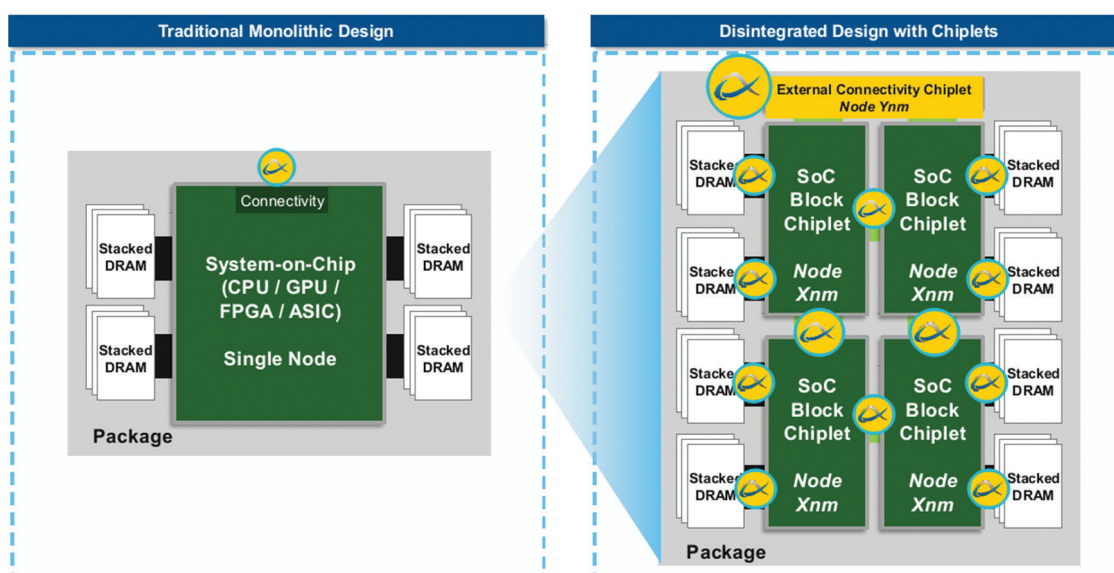 Traditional Monolithic Design
Connectivity
Stacked
DRAM
Stacked
DRAM
System-on-Chip
(CPU / GPU /
FPGA / ASIC)
Single Node
Stacked
DRAM
Stacked
DRAM
Package
Disintegrated Design with Chiplets
External Connectivity Chiplet
Node Ynm
Stacked
DRAM
SoC
Block
Chiplet
Node
Xnm
SoC
Block
Chiplet
Node
Xnm
Stacked
DRAM
Stacked
DRAM
Stacked
DRAM
Stacked
DRAM
SoC
Block
Chiplet
Node
Xnm
SoC
Block
Chiplet
Node
Xnm
Stacked
DRAM
Stacked
DRAM
Stacked
DRAM
Package